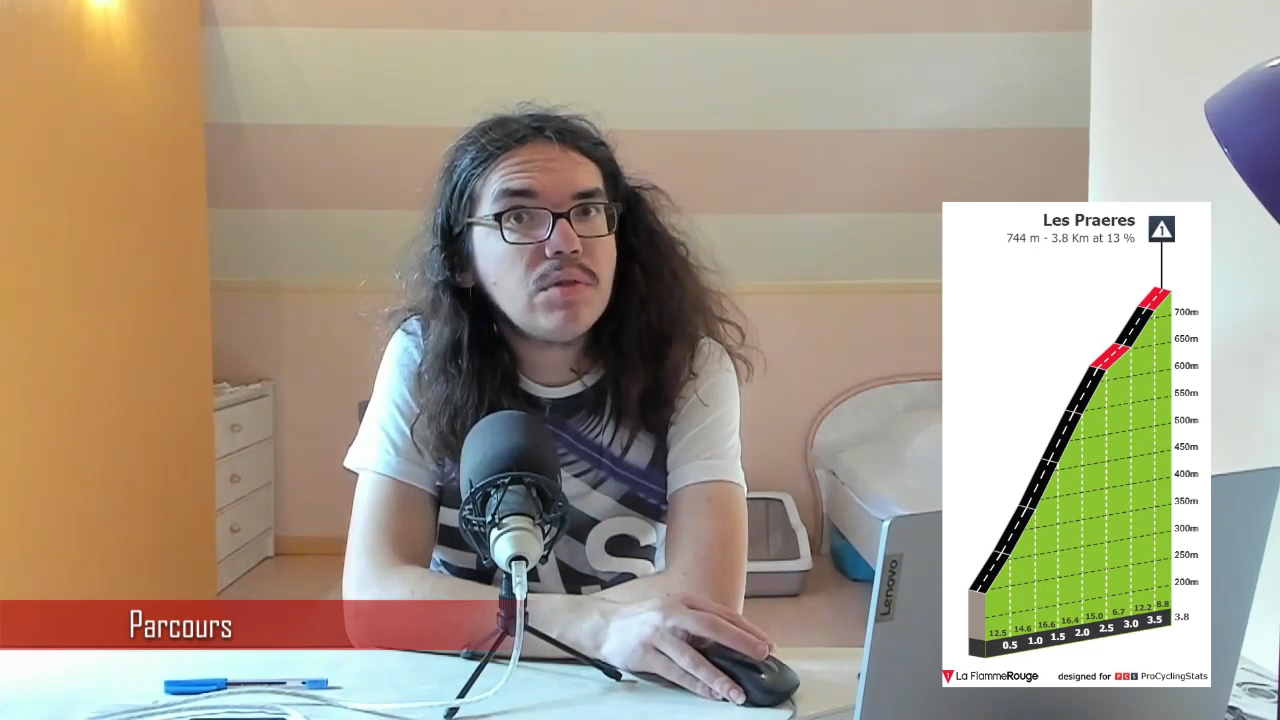 Les Praeres
1
744 m - 3.8 Km at 13 %
700m
650m
600m
550m
500m
450m
400m
350m
300m
250m
200m
3.8
12.5 14.6 16.6 16.4 15.0 6.7 12.2 8.8
0.5 1.0 1.5 2.0 2.5 3.0 3.5
La FlammeRouge designed for PCS ProCyclingStats
Lenovo
S
Parcours